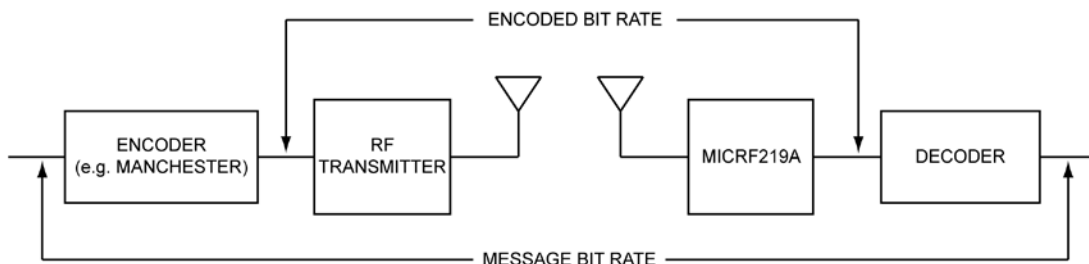 ENCODED BIT RATE
ENCODER
(e.g. MANCHESTER)
RF
TRANSMITTER
MICRF219A
DECODER
MESSAGE BIT RATE